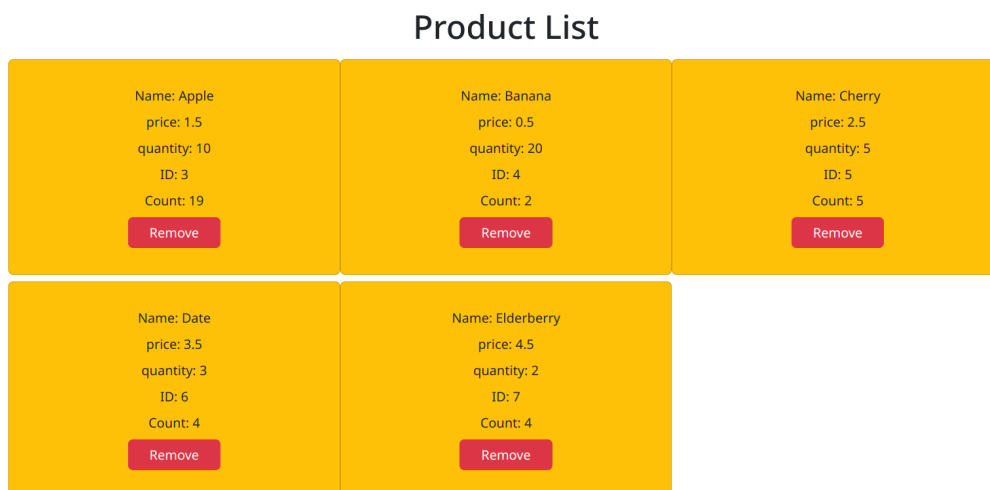 Product List
Name: Apple
price: 1.5
quantity: 10
ID: 3
Count: 19
Remove
Name: Banana
price: 0.5
quantity: 20
ID: 4
Count: 2
Remove
Name: Cherry
price: 2.5
quantity: 5
ID: 5
Count: 5
Remove
Name: Date
price: 3.5
quantity: 3
ID: 6
Count: 4
Remove
Name: Elderberry
price: 4.5
quantity: 2
ID: 7
Count: 4
Remove